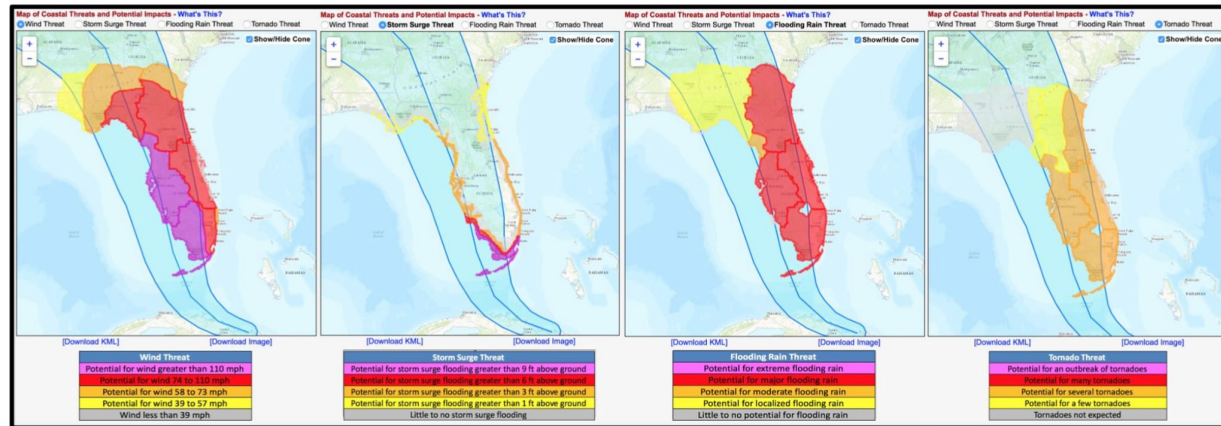 Map of Coastal Threats and Potential Impacts - What's This?
Wind Threat Storm Surge Threat Flooding Rain Threat Tornado Threat
+
−
Show/Hide Cone
[Download KML] [Download Image]
Wind Threat
Potential for wind greater than 110 mph
Potential for wind 74 to 110 mph
Potential for wind 58 to 73 mph
Potential for wind 39 to 57 mph
Wind less than 39 mph
Map of Coastal Threats and Potential Impacts - What's This?
Wind Threat Storm Surge Threat Flooding Rain Threat Tornado Threat
+
−
Show/Hide Cone
[Download KML] [Download Image]
Storm Surge Threat
Potential for storm surge flooding greater than 9 ft above ground
Potential for storm surge flooding greater than 6 ft above ground
Potential for storm surge flooding greater than 3 ft above ground
Potential for storm surge flooding greater than 1 ft above ground
Little to no storm surge flooding
Map of Coastal Threats and Potential Impacts - What's This?
Wind Threat Storm Surge Threat Flooding Rain Threat Tornado Threat
+
−
Show/Hide Cone
[Download KML] [Download Image]
Flooding Rain Threat
Potential for extreme flooding rain
Potential for major flooding rain
Potential for moderate flooding rain
Potential for localized flooding rain
Little to no potential for flooding rain
Map of Coastal Threats and Potential Impacts - What's This?
Wind Threat Storm Surge Threat Flooding Rain Threat Tornado Threat
+
−
Show/Hide Cone
[Download KML] [Download Image]
Tornado Threat
Potential for an outbreak of tornadoes
Potential for many tornadoes
Potential for several tornadoes
Potential for a few tornadoes
Tornadoes not expected